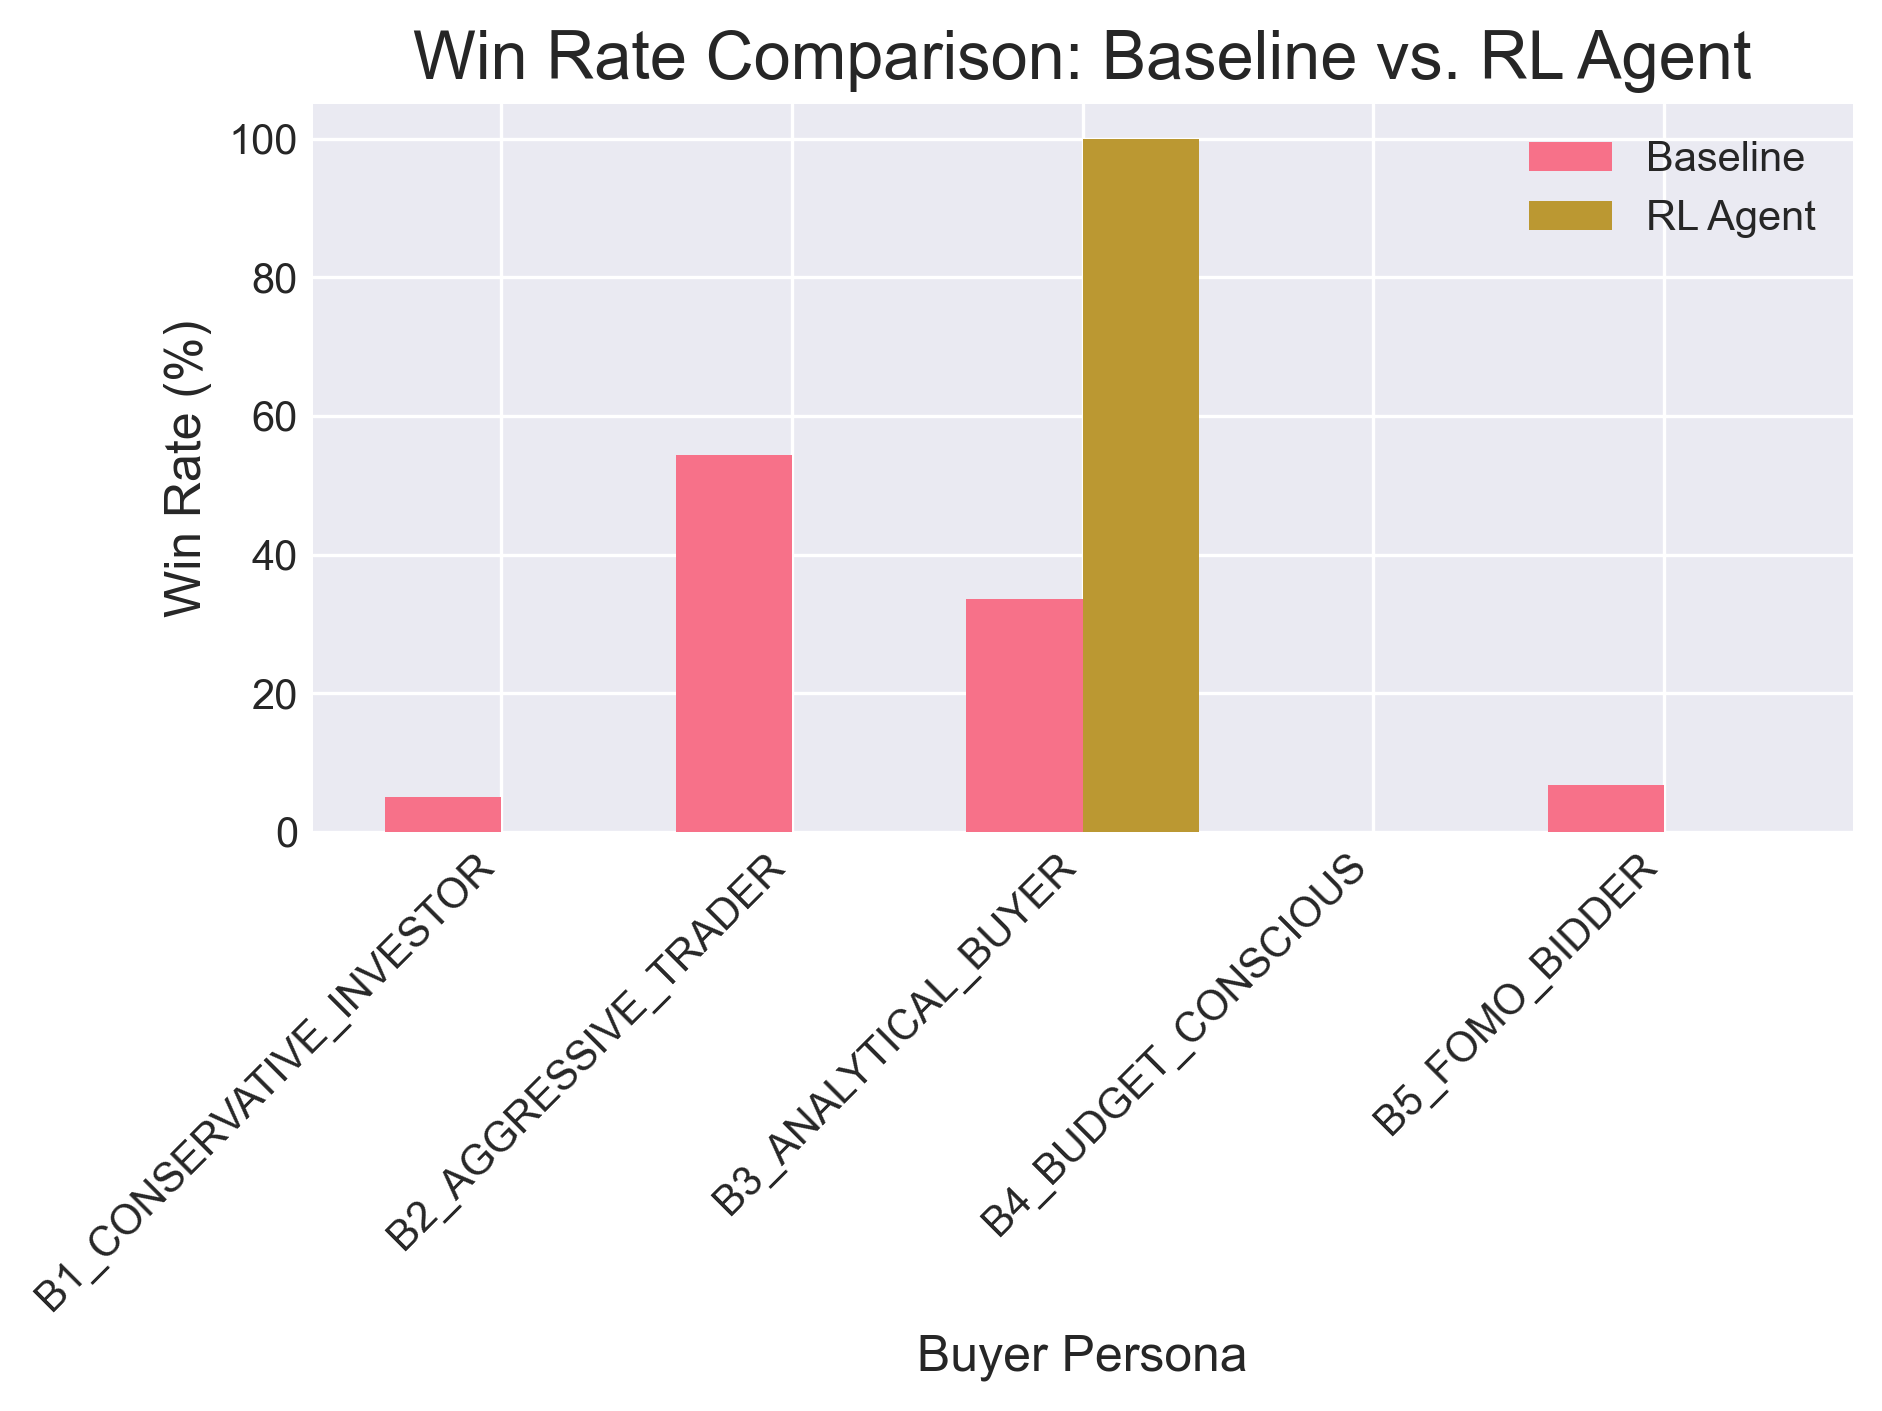 Win Rate Comparison: Baseline vs. RL Agent
Baseline
RL Agent
Win Rate (%)
100
80
60
40
20
0
B1_CONSERVATIVE_INVESTOR
B2_AGGRESSIVE_TRADER
B3_ANALYTICAL_BUYER
B4_BUDGET_CONSCIOUS
B5_FOMO_BIDDER
Buyer Persona